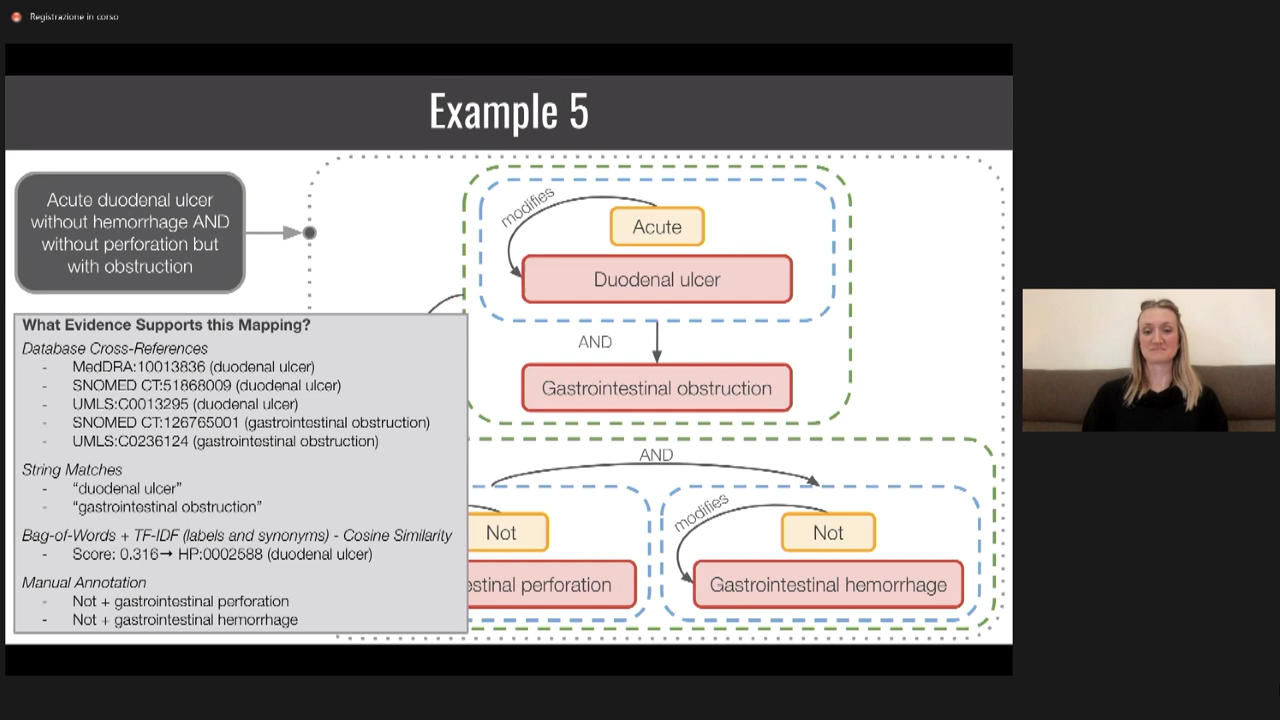 Registrazione in corso
Example 5
Acute duodenal ulcer
without hemorrhage AND
without perforation but
with obstruction
modifies
Acute
Duodenal ulcer
AND
Gastrointestinal obstruction
What Evidence Supports this Mapping?
Database Cross-References
- MedDRA:10013836 (duodenal ulcer)
- SNOMED CT:51868009 (duodenal ulcer)
- UMLS:C0013295 (duodenal ulcer)
- SNOMED CT:126765001 (gastrointestinal obstruction)
- UMLS:C0236124 (gastrointestinal obstruction)
String Matches
- “duodenal ulcer”
- “gastrointestinal obstruction”
Bag-of-Words + TF-IDF (labels and synonyms) - Cosine Similarity
- Score: 0.316→ HP:0002588 (duodenal ulcer)
Manual Annotation
- Not + gastrointestinal perforation
- Not + gastrointestinal hemorrhage
AND
Not
estinal perforation
modifies
Not
Gastrointestinal hemorrhage